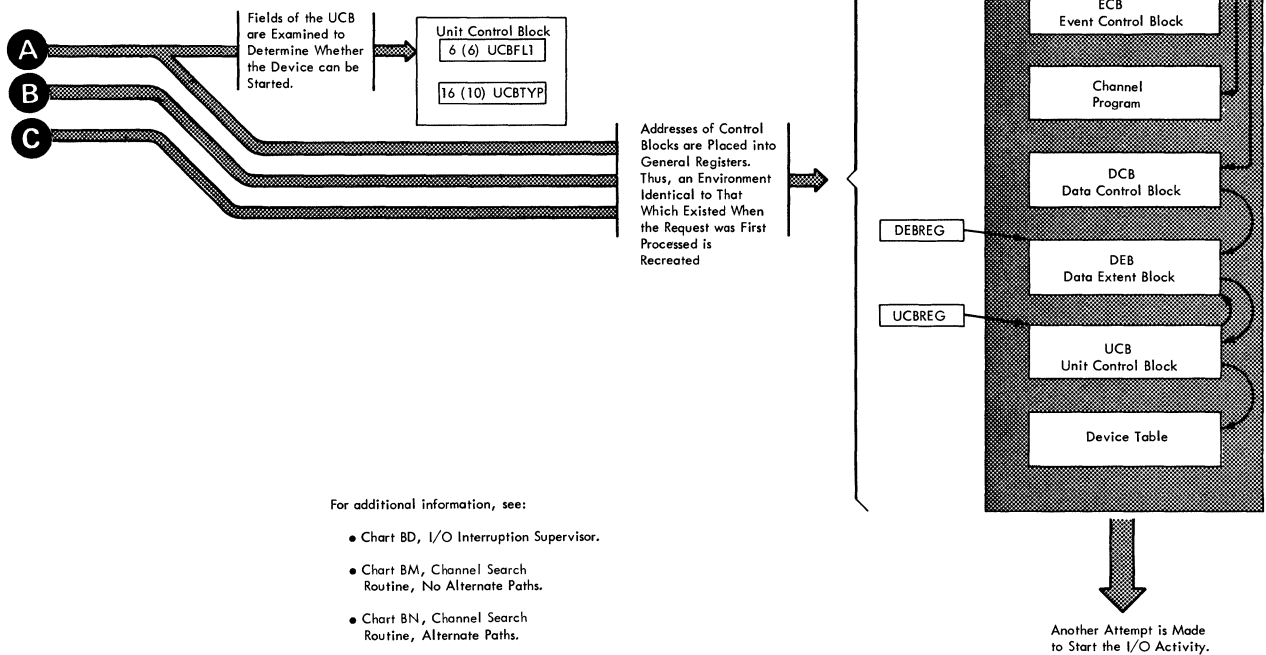 A
B
C
Fields of the UCB
are Examined to
Determine Whether
the Device can be
Started.
Unit Control Block
6 (6) UCBFL1
16 (10) UCBTYP
Addresses of Control
Blocks are Placed into
General Registers.
Thus, an Environment
Identical to That
Which Existed When
the Request was First
Processed is
Recreated
ECB
Event Control Block
Channel
Program
DCB
Data Control Block
DEBREG
DEB
Data Extent Block
UCBREG
UCB
Unit Control Block
Device Table
For additional information, see:
• Chart BD, I/O Interruption Supervisor.
• Chart BM, Channel Search
Routine, No Alternate Paths.
• Chart BN, Channel Search
Routine, Alternate Paths.
Another Attempt is Made
to Start the I/O Activity.